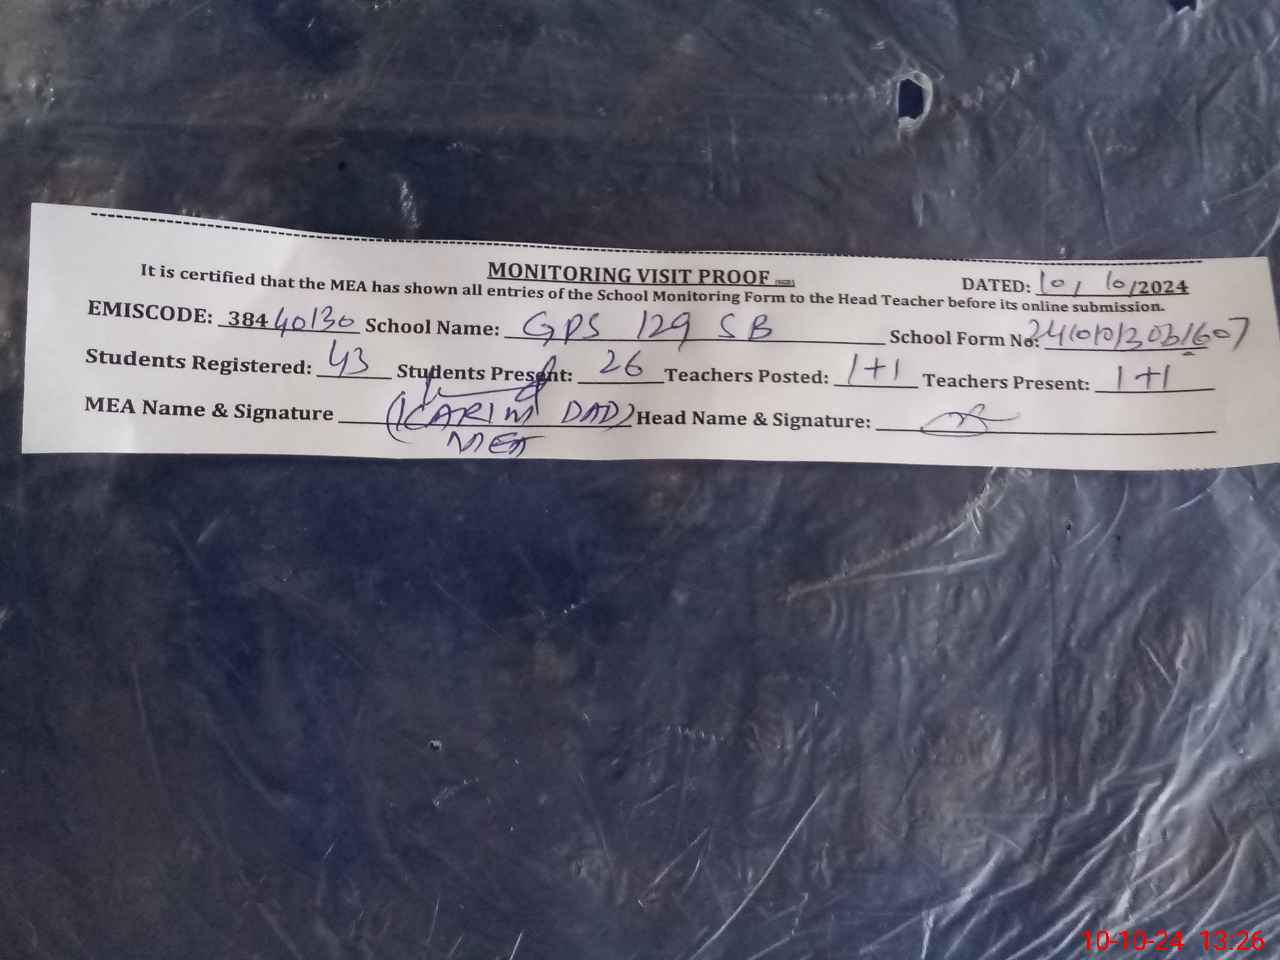 MONITORING VISIT PROOF
DATED: 10/10/2024
It is certified that the MEA has shown all entries of the School Monitoring Form to the Head Teacher before its online submission.
EMISCODE: 38440130 School Name: GPS 129 SB School Form No:
Students Registered: 43 Students Present: 26 Teachers Posted: 1+1 Teachers Present: 1+1
MEA Name & Signature (KARIM DAD) Head Name & Signature:
MEA
10-10-24 13:26